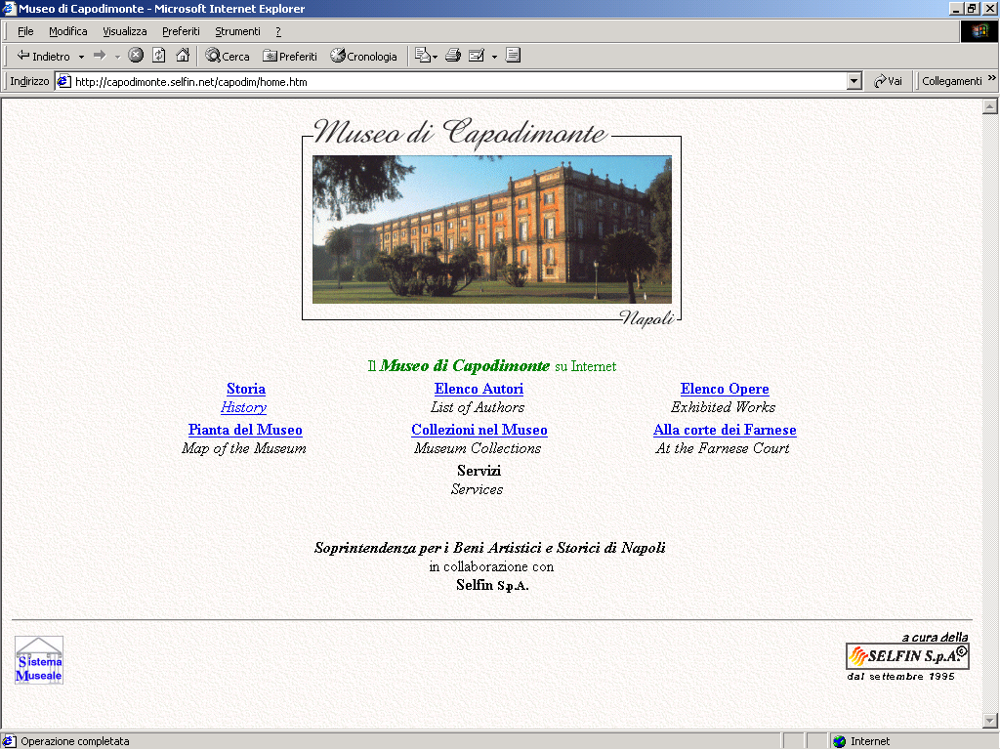 Museo di Capodimonte - Microsoft Internet Explorer
File Modifica Visualizza Preferiti Strumenti ?
Indietro Cerca Preferiti Cronologia
Indirizzo http://capodimonte.selfin.net/capodim/home.htm Vai Collegamenti »
Museo di Capodimonte
Napoli
Il Museo di Capodimonte su Internet
Storia Elenco Autori Elenco Opere
History List of Authors Exhibited Works
Pianta del Museo Collezioni nel Museo Alla corte dei Farnese
Map of the Museum Museum Collections At the Farnese Court
Servizi
Services
Soprintendenza per i Beni Artistici e Storici di Napoli
in collaborazione con
Selfin S.p.A.
Sistema
Museale
a cura della
SELFIN S.p.A.©
dal settembre 1995
Operazione completata Internet